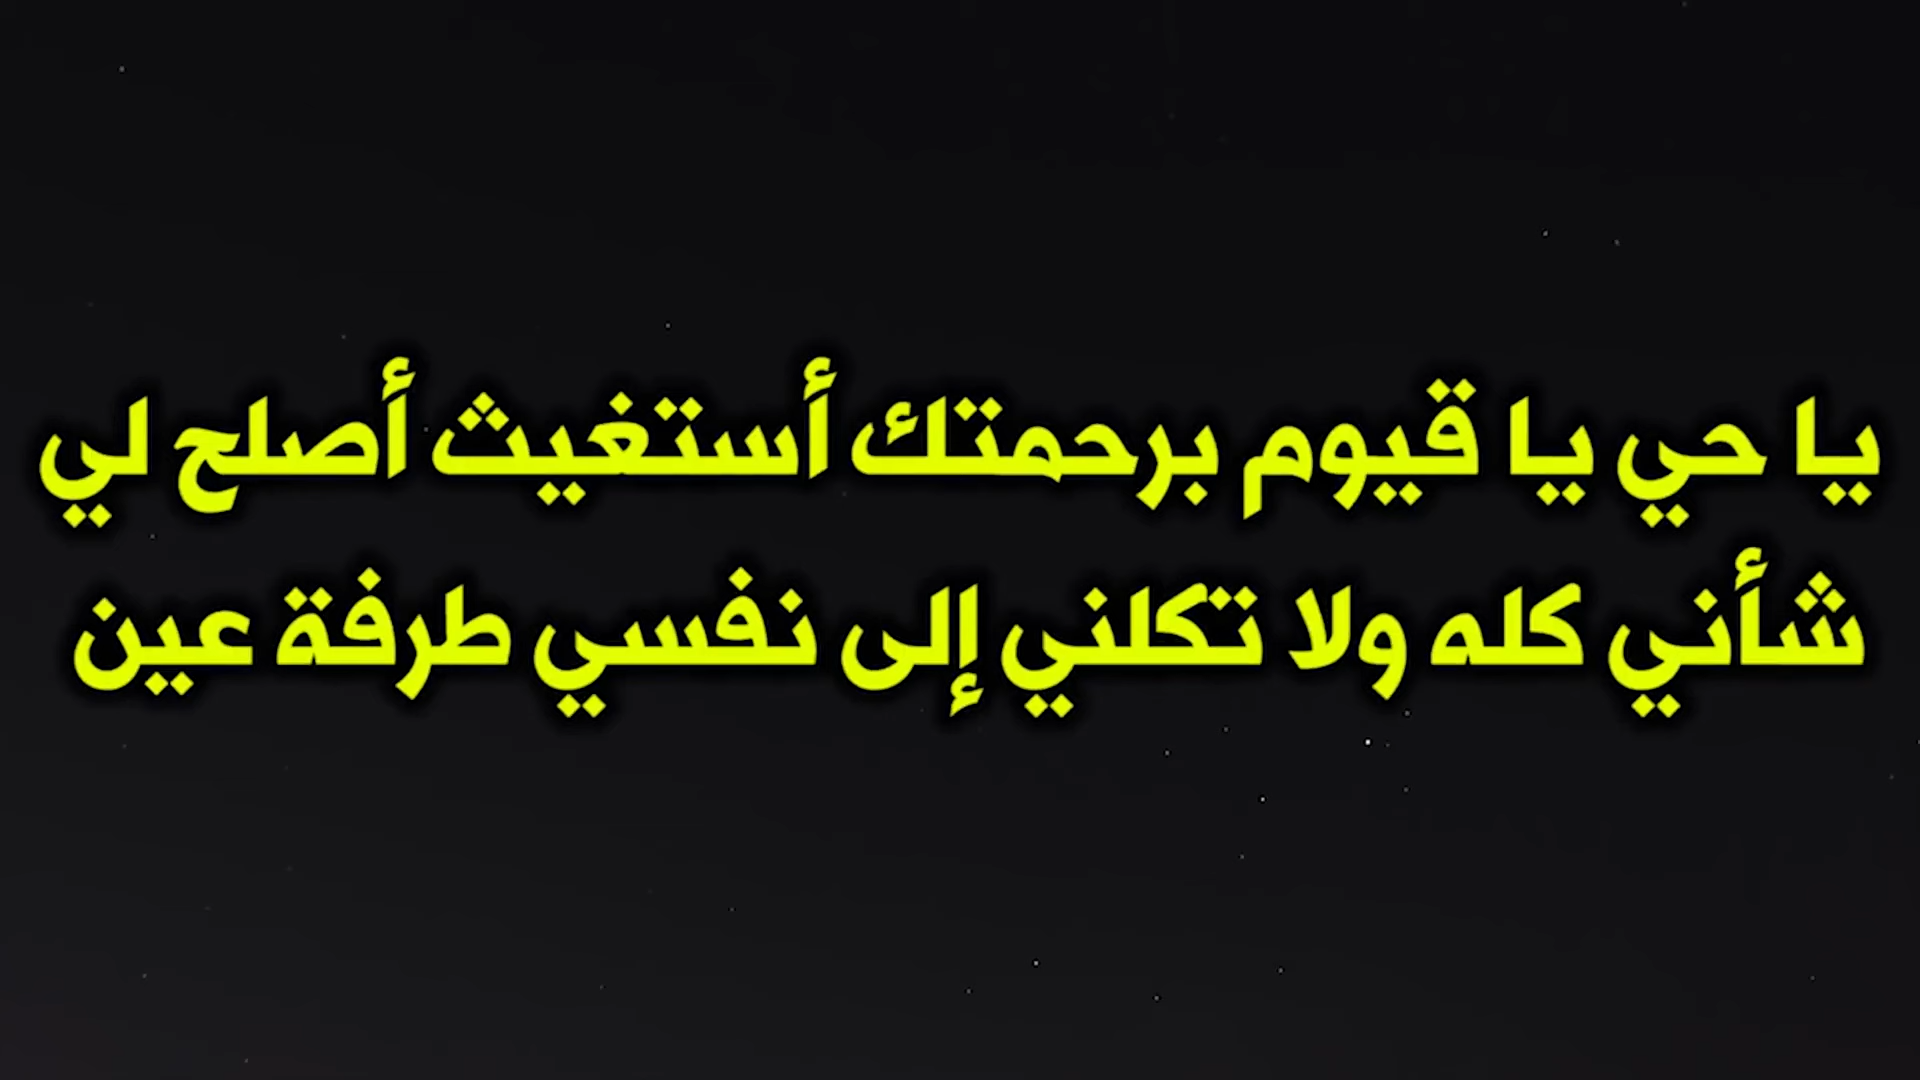 يا حي يا قيوم برحمتك أستغيث أصلح لي
شأني كله ولا تكلني إلى نفسي طرفة عين